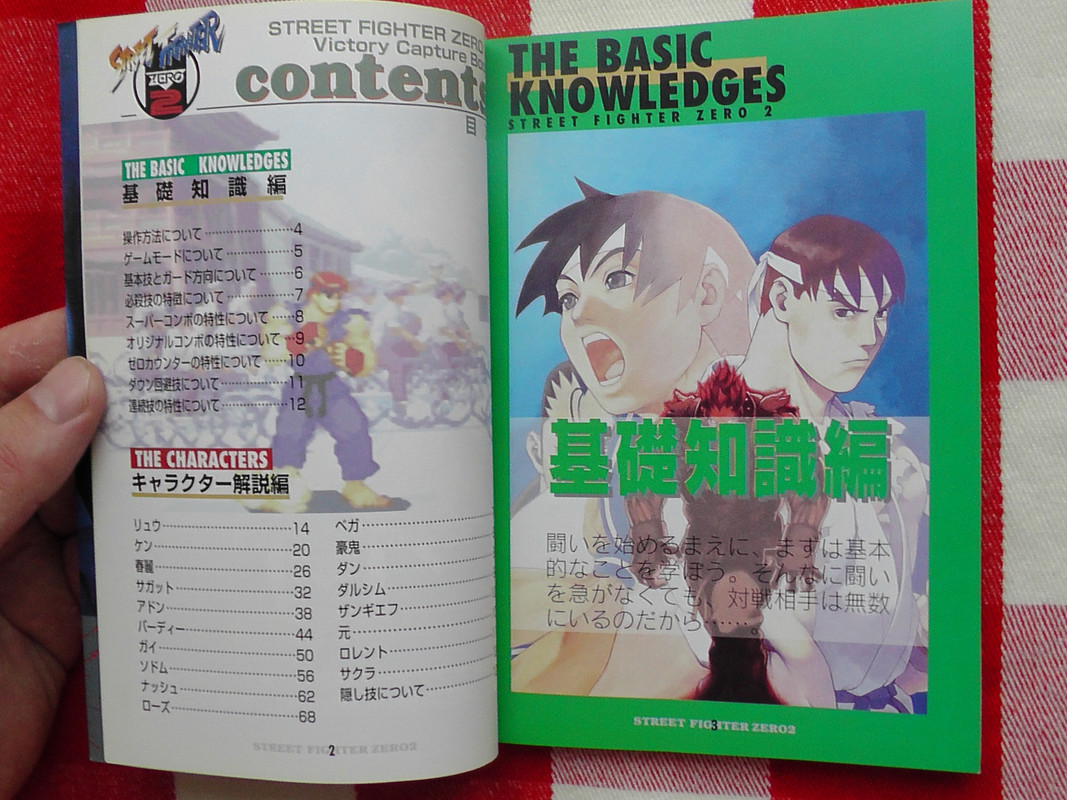 STREET FIGHTER
ZERO
2
STREET FIGHTER ZERO
Victory Capture Bo
contents
目
THE BASIC KNOWLEDGES
基礎知識編
操作方法について……………………4
ゲームモードについて………………5
基本技とガード方向について………6
必殺技の特徴について………………7
スーパーコンボの特性について……8
オリジナルコンボの特性について…9
ゼロカウンターの特性について……10
ダウン回避技について………………11
連続技の特性について………………12
THE CHARACTERS
キャラクター解説編
リュウ……………………14
ケン………………………20
春麗………………………26
サガット…………………32
アドン……………………38
バーディー………………44
ガイ………………………50
ソドム……………………56
ナッシュ…………………62
ローズ……………………68
ベガ………………………
豪鬼………………………
ダン………………………
ダルシム…………………
ザンギエフ………………
元…………………………
ロレント…………………
サクラ……………………
隠し技について…………
STREET FIGHTER ZERO2
2
THE BASIC
KNOWLEDGES
STREET FIGHTER ZERO 2
基礎知識編
闘いを始めるまえに、まずは基本
的なことを学ぼう。そんなに闘い
を急がなくても、対戦相手は無数
にいるのだから……。
STREET FIGHTER ZERO2
3